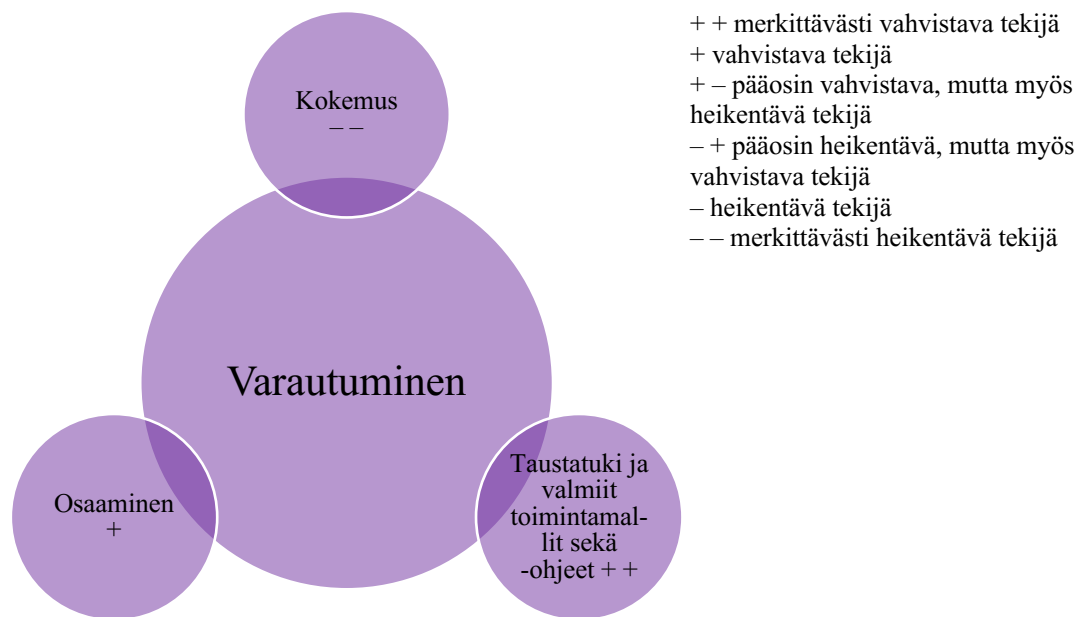 + + merkittävästi vahvistava tekijä
+ vahvistava tekijä
+ – pääosin vahvistava, mutta myös
heikentävä tekijä
– + pääosin heikentävä, mutta myös
vahvistava tekijä
– heikentävä tekijä
– – merkittävästi heikentävä tekijä
Kokemus
– –
Varautuminen
Osaaminen
+
Taustatuki ja
valmiit
toimintamal-
lit sekä
-ohjeet + +